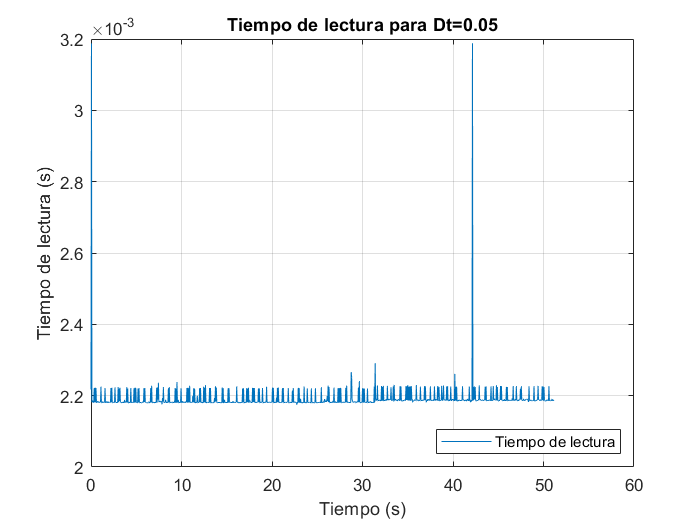 Tiempo de lectura para Dt=0.05
×10⁻³
3.2
3
2.8
2.6
2.4
2.2
2
Tiempo de lectura (s)
Tiempo de lectura
0 10 20 30 40 50 60
Tiempo (s)